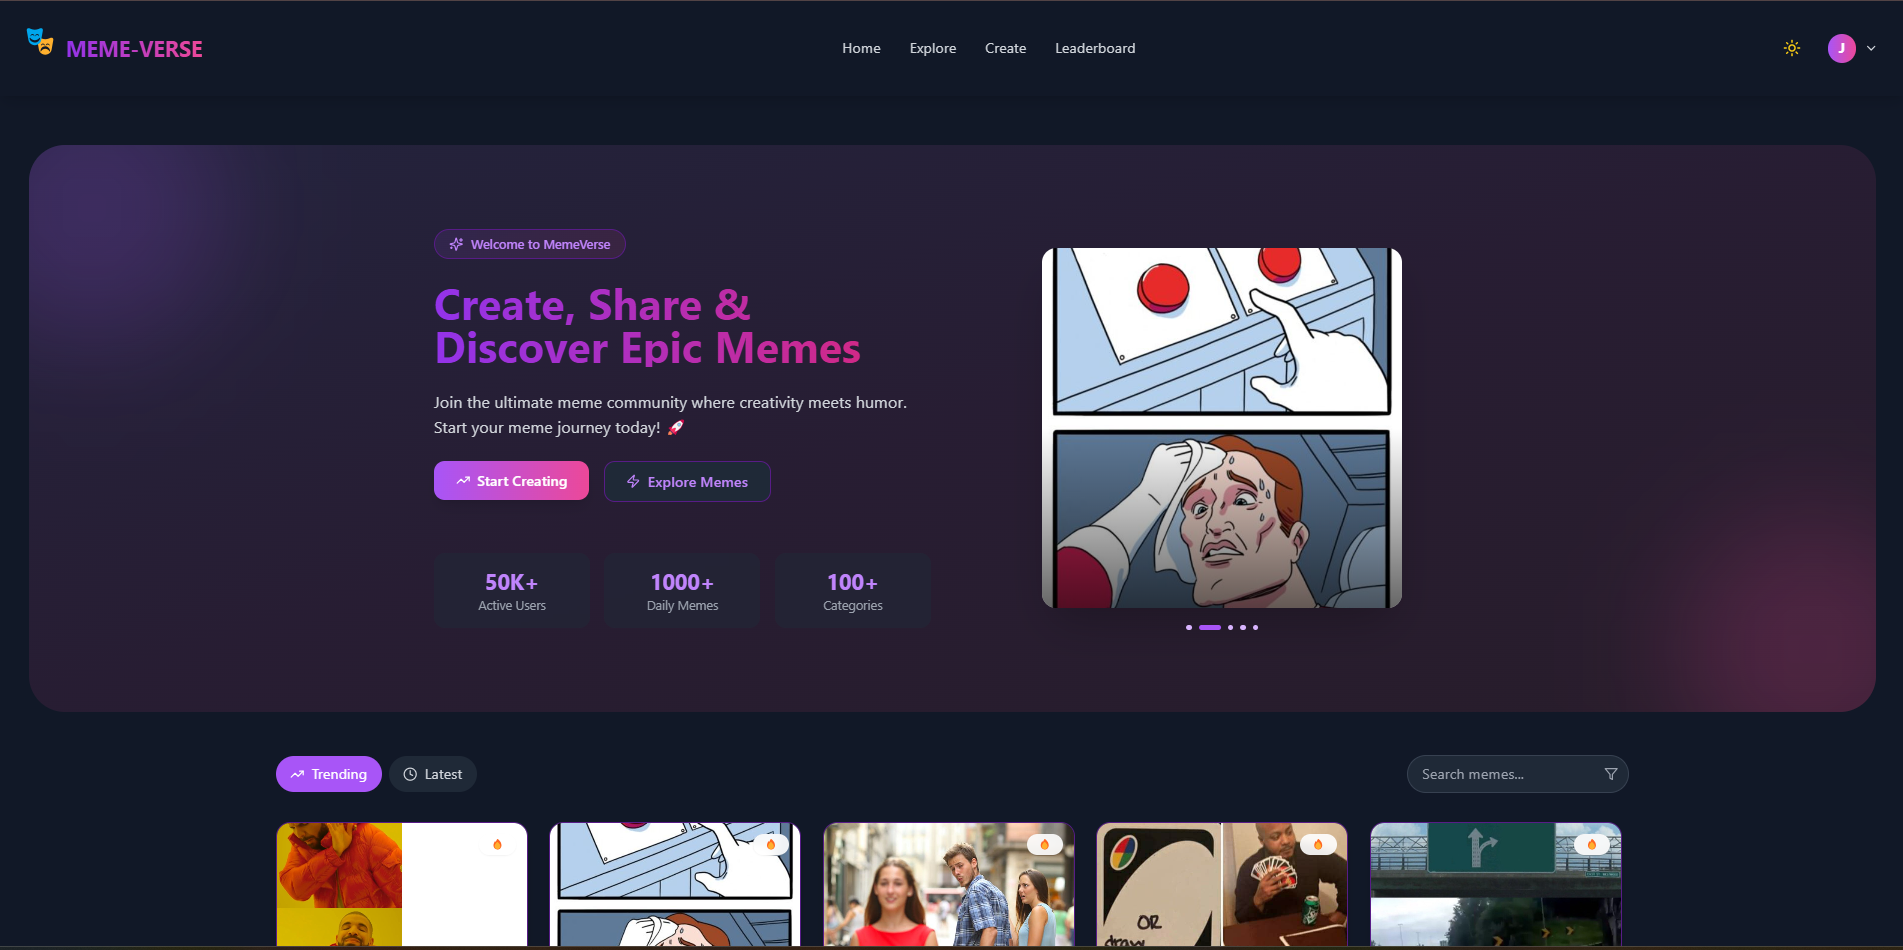 MEME-VERSE
Home
Explore
Create
Leaderboard
J
Welcome to MemeVerse
Create, Share &
Discover Epic Memes
Join the ultimate meme community where creativity meets humor.
Start your meme journey today! 🚀
Start Creating
Explore Memes
50K+
Active Users
1000+
Daily Memes
100+
Categories
Trending
Latest
Search memes...
OR
draw